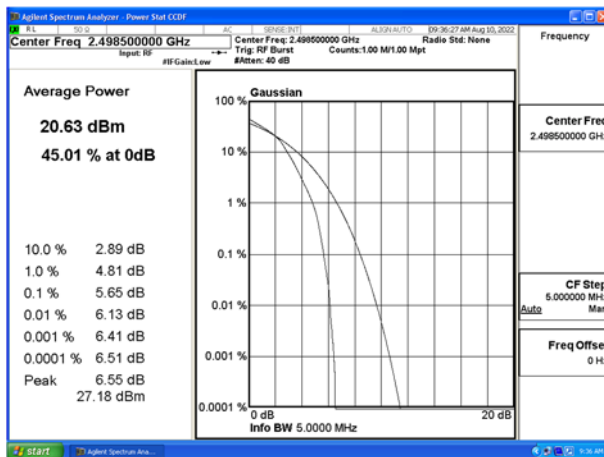 Agilent Spectrum Analyzer - Power Stat CCDF
RL 50 Ω AC SENSE:INT ALIGN AUTO 09:36:27 AM Aug 10, 2022
Center Freq 2.498500000 GHz
Input: RF
#IFGain:Low
Center Freq: 2.498500000 GHz
Trig: RF Burst Counts:1.00 M/1.00 Mpt
#Atten: 40 dB
Radio Std: None
Frequency
Average Power
20.63 dBm
45.01 % at 0dB
10.0 % 2.89 dB
1.0 % 4.81 dB
0.1 % 5.65 dB
0.01 % 6.13 dB
0.001 % 6.41 dB
0.0001 % 6.51 dB
Peak 6.55 dB
27.18 dBm
Gaussian
100 %
10 %
1 %
0.1 %
0.01 %
0.001 %
0.0001 %
0 dB 20 dB
Info BW 5.0000 MHz
Center Freq
2.498500000 GHz
CF Step
5.000000 MHz
Auto Man
Freq Offset
0 Hz
start Agilent Spectrum Ana... 9:36 AM